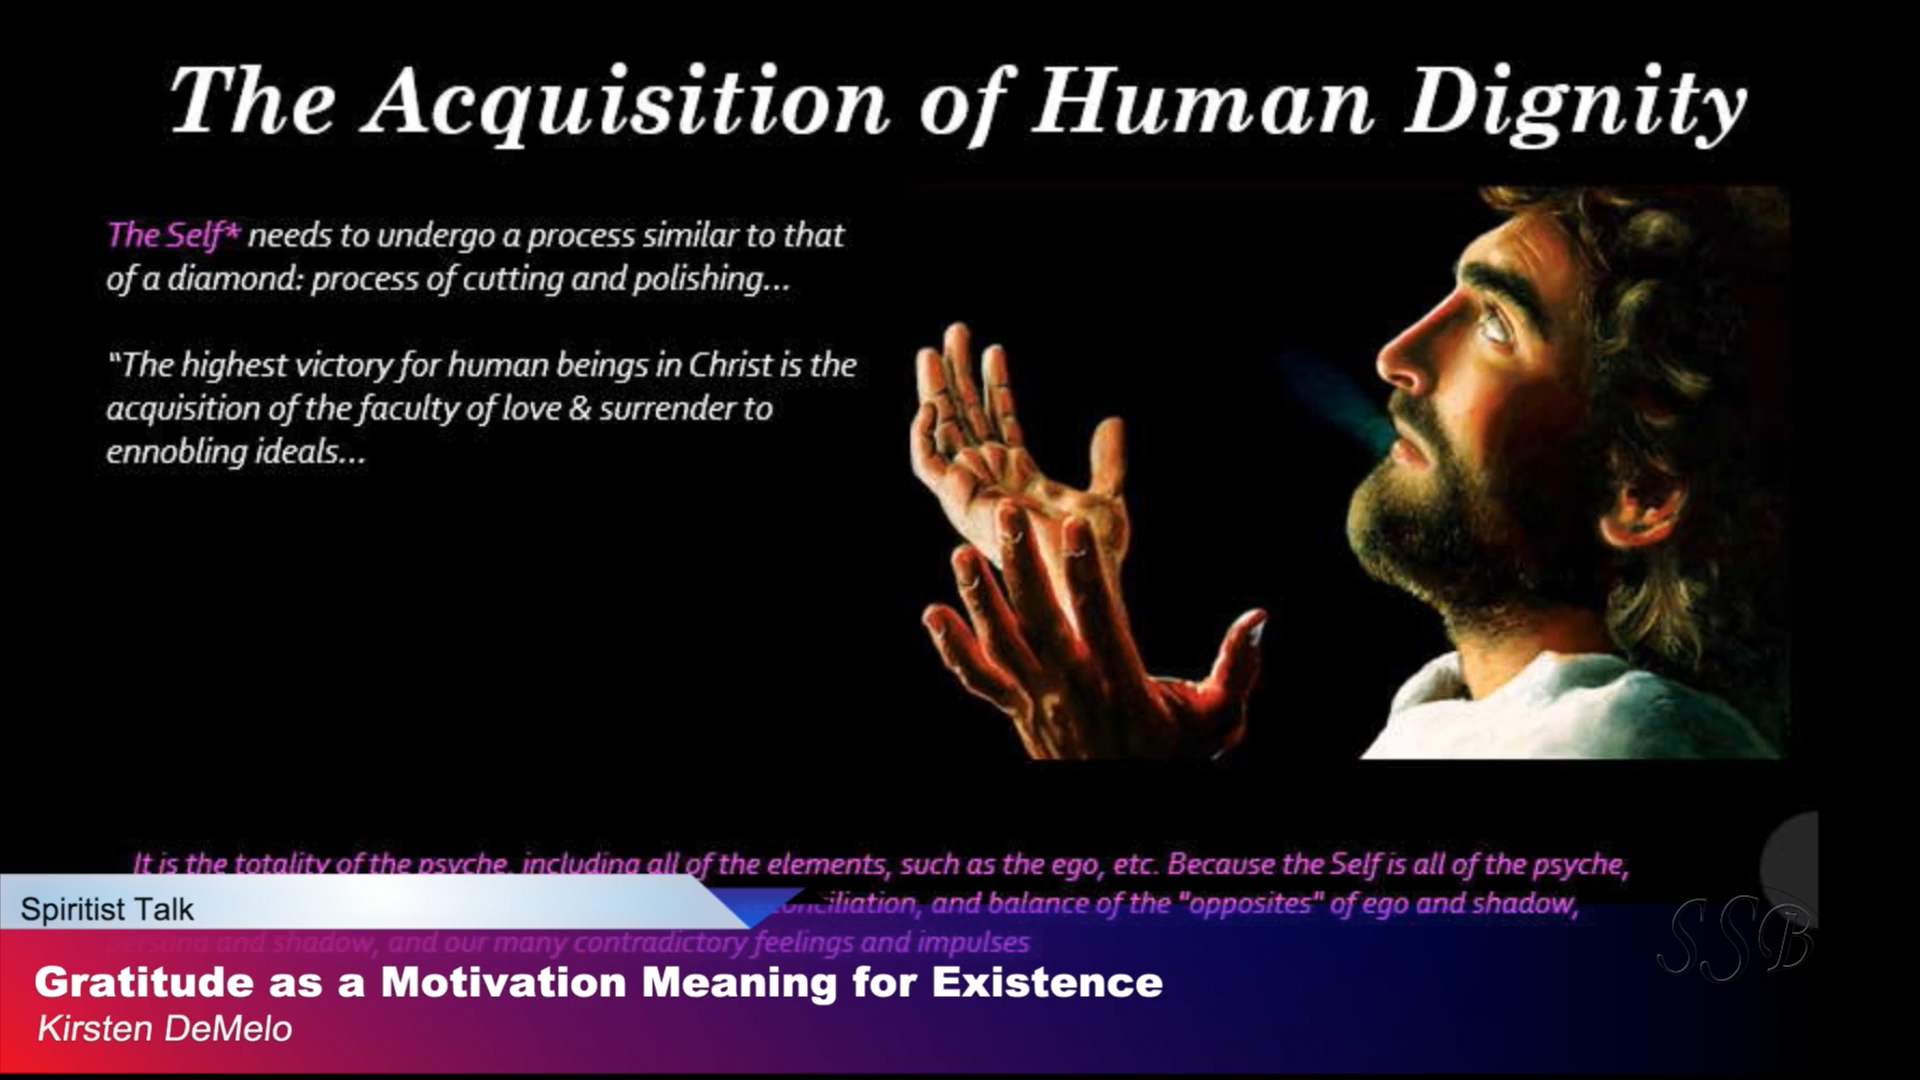 The Acquisition of Human Dignity
The Self* needs to undergo a process similar to that
of a diamond: process of cutting and polishing...
"The highest victory for human beings in Christ is the
acquisition of the faculty of love & surrender to
ennobling ideals...
It is the totality of the psyche, including all of the elements, such as the ego, etc. Because the Self is all of the psyche,
and balance of the "opposites" of ego and shadow,
persona and shadow, and our many contradictory feelings and impulses
Spiritist Talk
Gratitude as a Motivation Meaning for Existence
Kirsten DeMelo
SSB